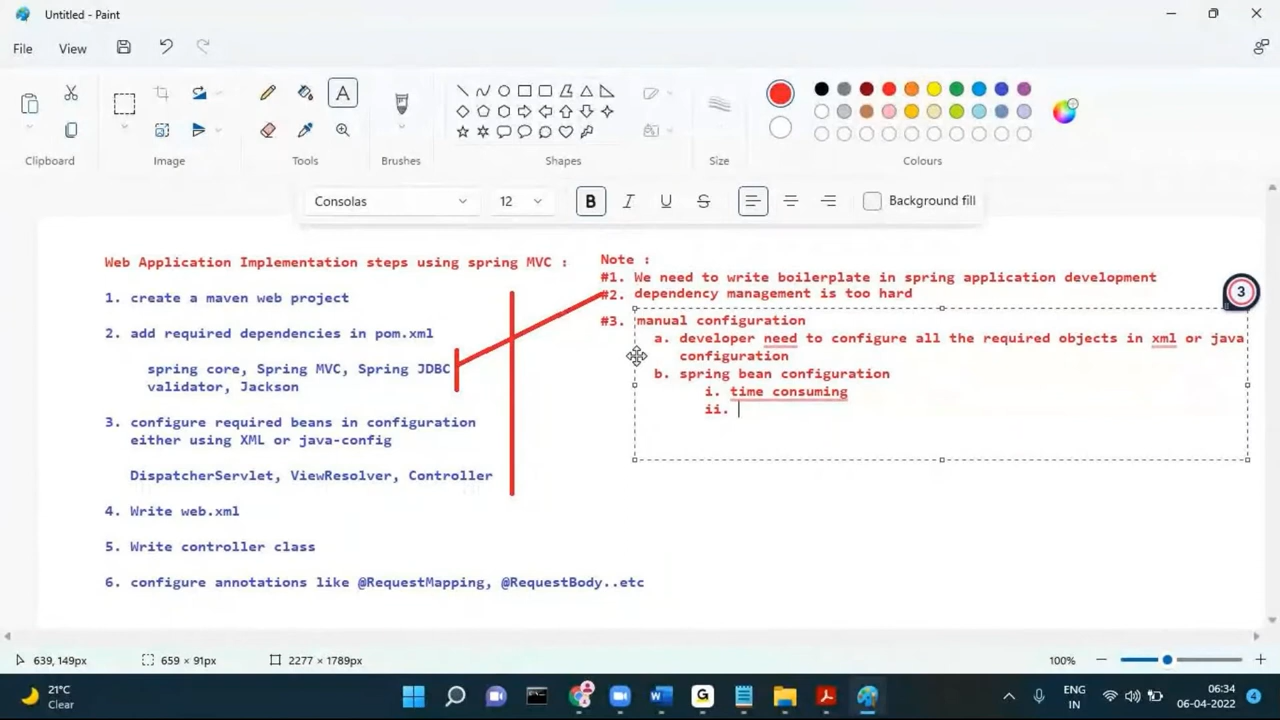 Untitled - Paint
File
View
Clipboard
Image
Tools
Brushes
Shapes
Size
Colours
Consolas
12
B
I
U
S
Background fill
Web Application Implementation steps using spring MVC :
1. create a maven web project
2. add required dependencies in pom.xml
spring core, Spring MVC, Spring JDBC
validator, Jackson
3. configure required beans in configuration
either using XML or java-config
DispatcherServlet, ViewResolver, Controller
4. Write web.xml
5. Write controller class
6. configure annotations like @RequestMapping, @RequestBody..etc
Note :
#1. We need to write boilerplate in spring application development
#2. dependency management is too hard
#3. manual configuration
a. developer need to configure all the required objects in xml or java
configuration
b. spring bean configuration
i. time consuming
ii.
3
639, 149px
659 × 91px
2277 × 1789px
100%
21°C
Clear
ENG
IN
06:34
06-04-2022
4